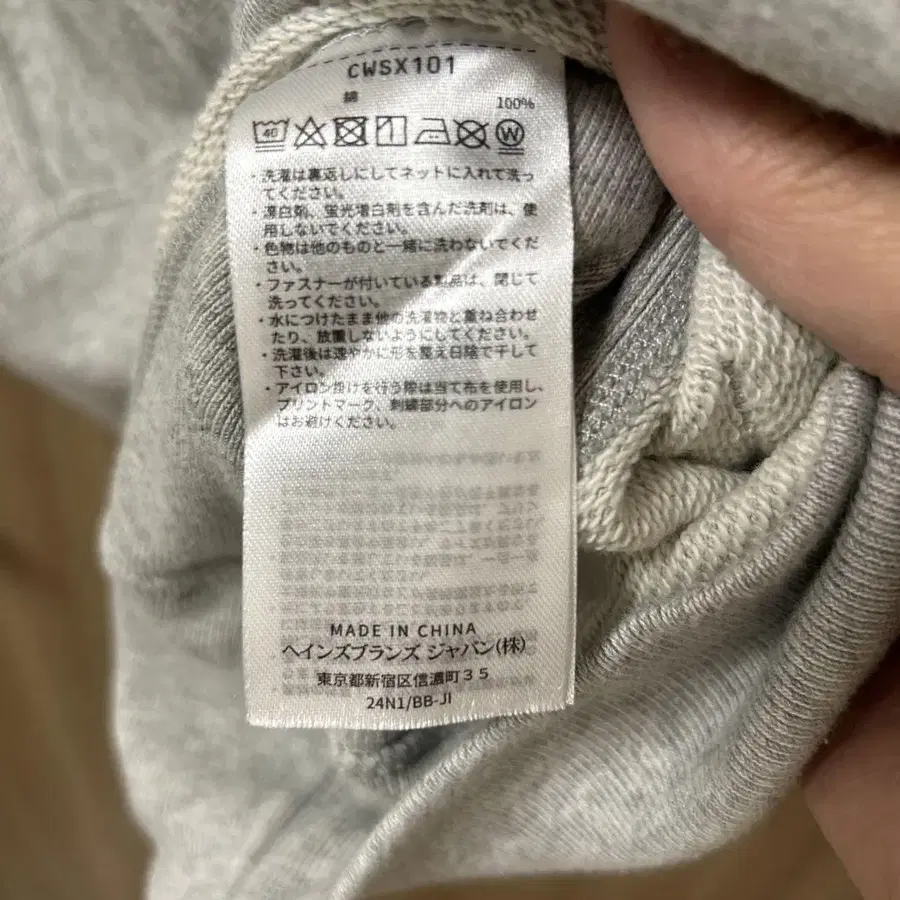 CWSX101
綿 100%
40
・洗濯は裏返しにしてネットに入れて洗っ
てください。
・漂白剤、蛍光増白剤を含んだ洗剤は、使
用しないでください。
・色物は他のものと一緒に洗わないでくだ
さい。
・ファスナーが付いている製品は、閉じて
洗ってください。
・水につけたまま他の洗濯物と重ね合わせ
たり、放置しないようにしてください。
・洗濯後は速やかに形を整え日陰で干して
下さい。
・アイロン掛けを行う際は当て布を使用し、
プリントマーク、刺繍部分へのアイロン
はお避けください。
MADE IN CHINA
ヘインズブランズ ジャパン(株)
東京都新宿区信濃町35
24N1/BB-JI